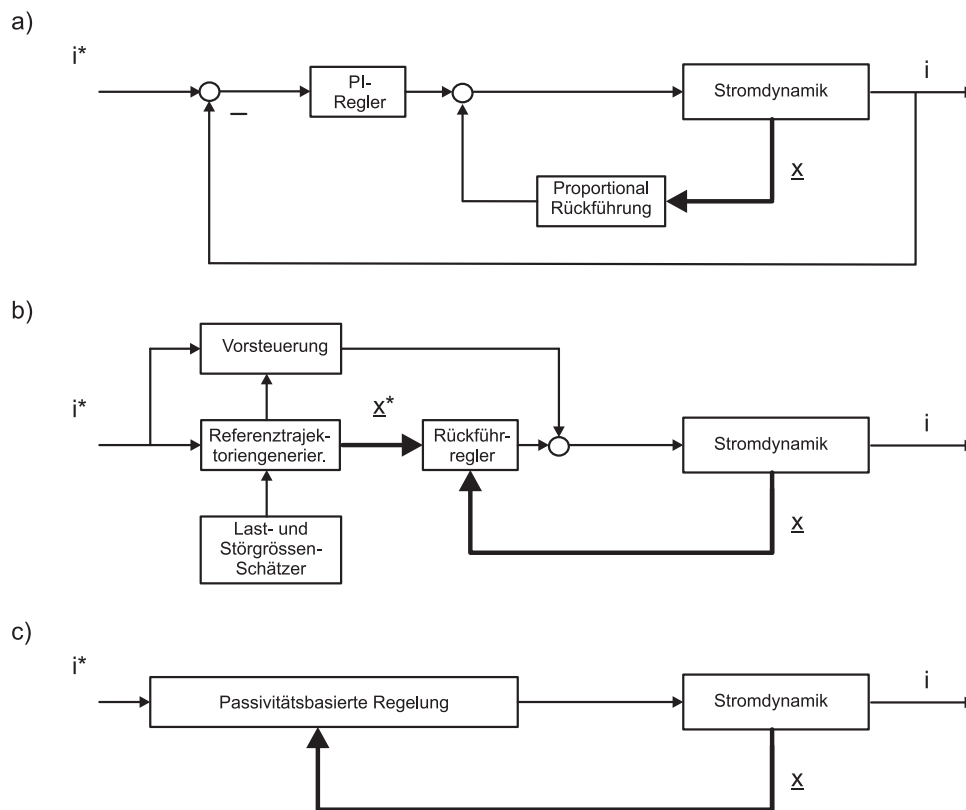 a)
i*
PI-
Regler
–
Stromdynamik
i
x
Proportional
Rückführung
b)
Vorsteuerung
i*
x*
Referenztrajek-
toriengenerier.
Rückführ-
regler
Stromdynamik
i
x
Last- und
Störgrössen-
Schätzer
c)
i*
Passivitätsbasierte Regelung
Stromdynamik
i
x